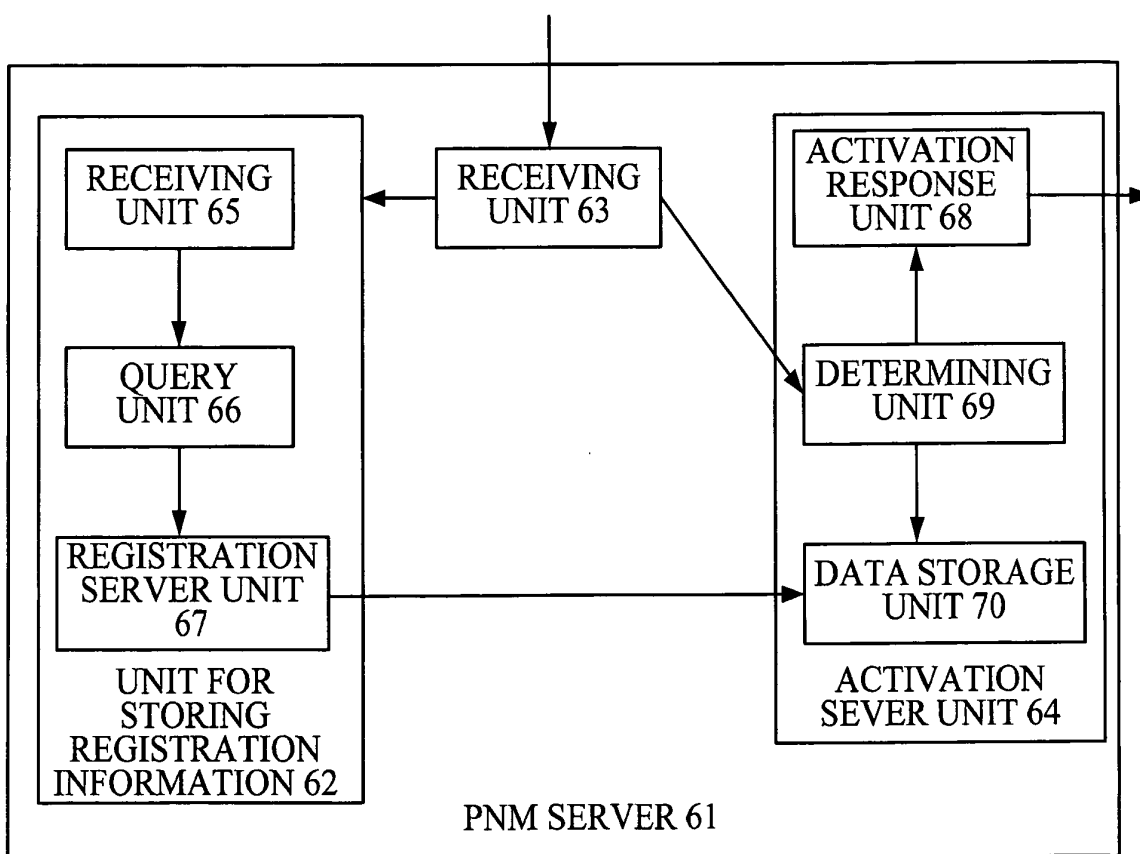 RECEIVING
UNIT 65
QUERY
UNIT 66
REGISTRATION
SERVER UNIT
67
UNIT FOR
STORING
REGISTRATION
INFORMATION 62
RECEIVING
UNIT 63
ACTIVATION
RESPONSE
UNIT 68
DETERMINING
UNIT 69
DATA STORAGE
UNIT 70
ACTIVATION
SEVER UNIT 64
PNM SERVER 61